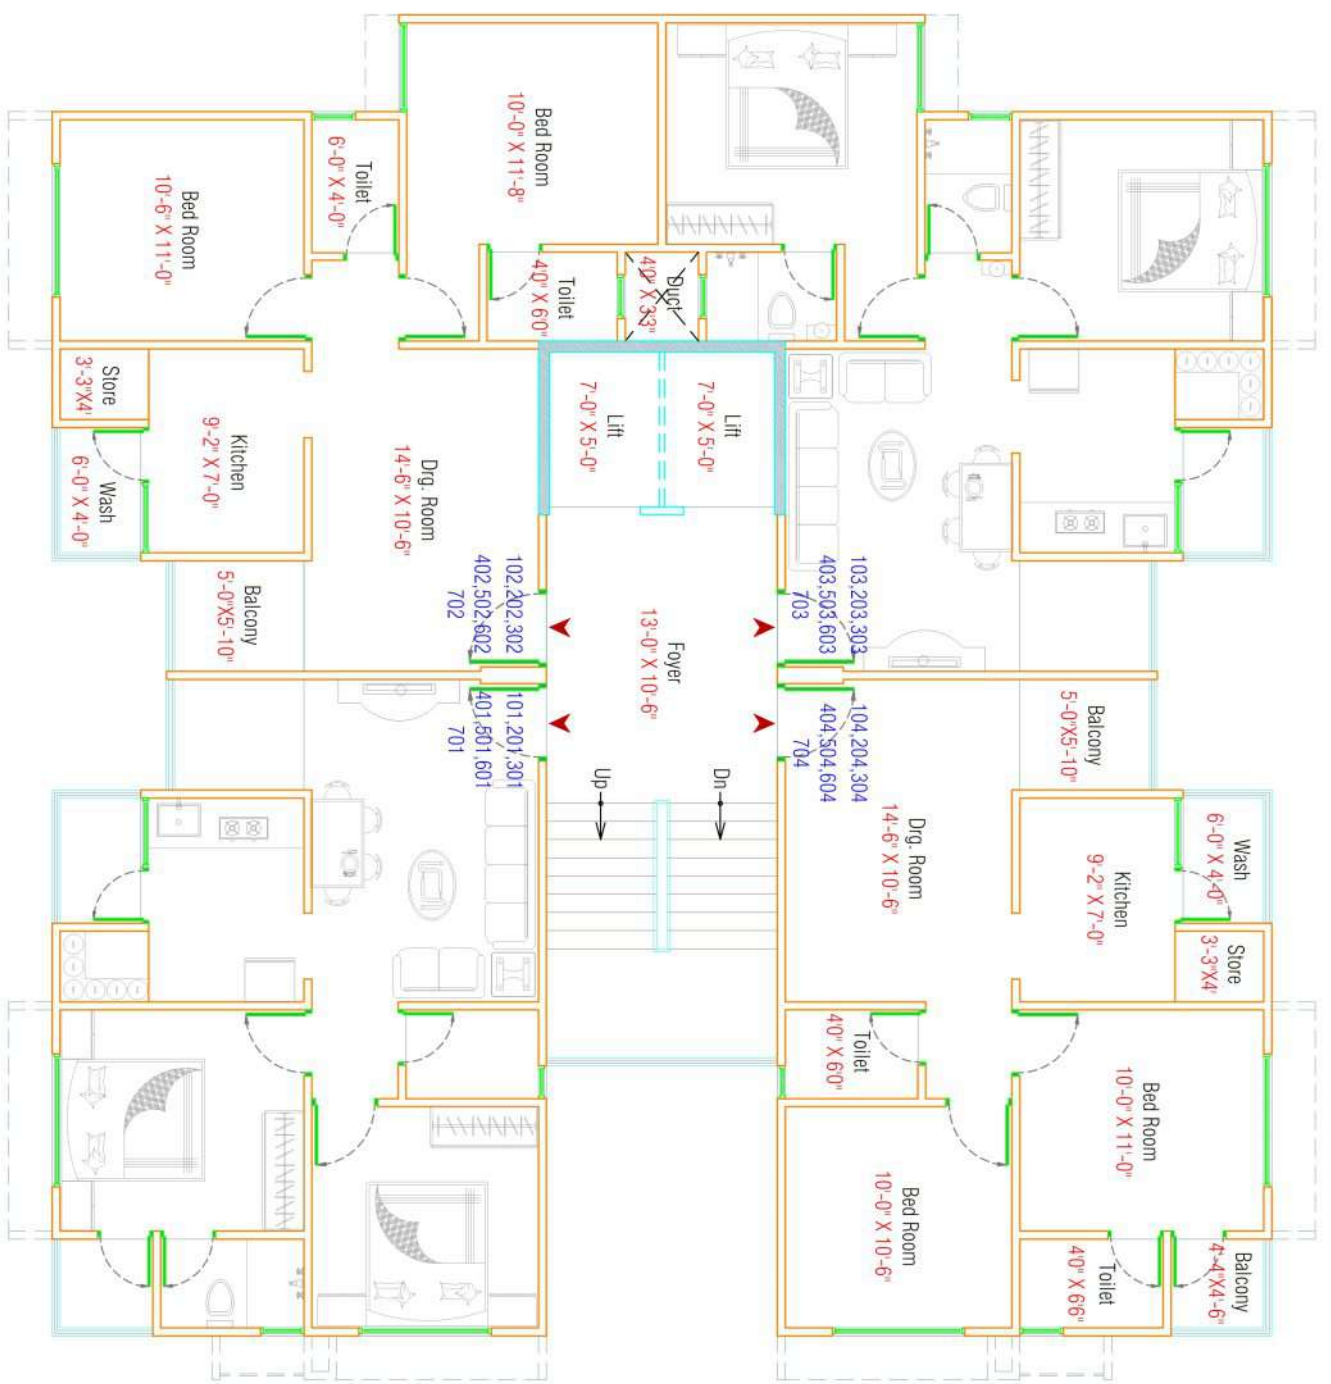 Bed Room
10'-6" X 11'-0"
Toilet
6'-0" X 4'-0"
Bed Room
10'-0" X 11'-8"
Toilet
4'0" X 6'0"
Duct
4'0" X 3'3"
Store
3'-3"X4'
Wash
6'-0" X 4'-0"
Kitchen
9'-2" X 7'-0"
Drg. Room
14'-6" X 10'-6"
Lift
7'-0" X 5'-0"
Lift
7'-0" X 5'-0"
Balcony
5'-0"X5'-10"
102,202,302
402,502,602
702
103,203,303
403,503,603
703
Foyer
13'-0" X 10'-6"
101,201,301
401,501,601
701
104,204,304
404,504,604
704
Up
Dn
Balcony
5'-0"X5'-10"
Drg. Room
14'-6" X 10'-6"
Kitchen
9'-2" X 7'-0"
Wash
6'-0" X 4'-0"
Store
3'-3"X4'
Toilet
4'0" X 6'0"
Bed Room
10'-0" X 11'-0"
Bed Room
10'-0" X 10'-6"
Toilet
4'0" X 6'6"
Balcony
4'-4"X4'-6"